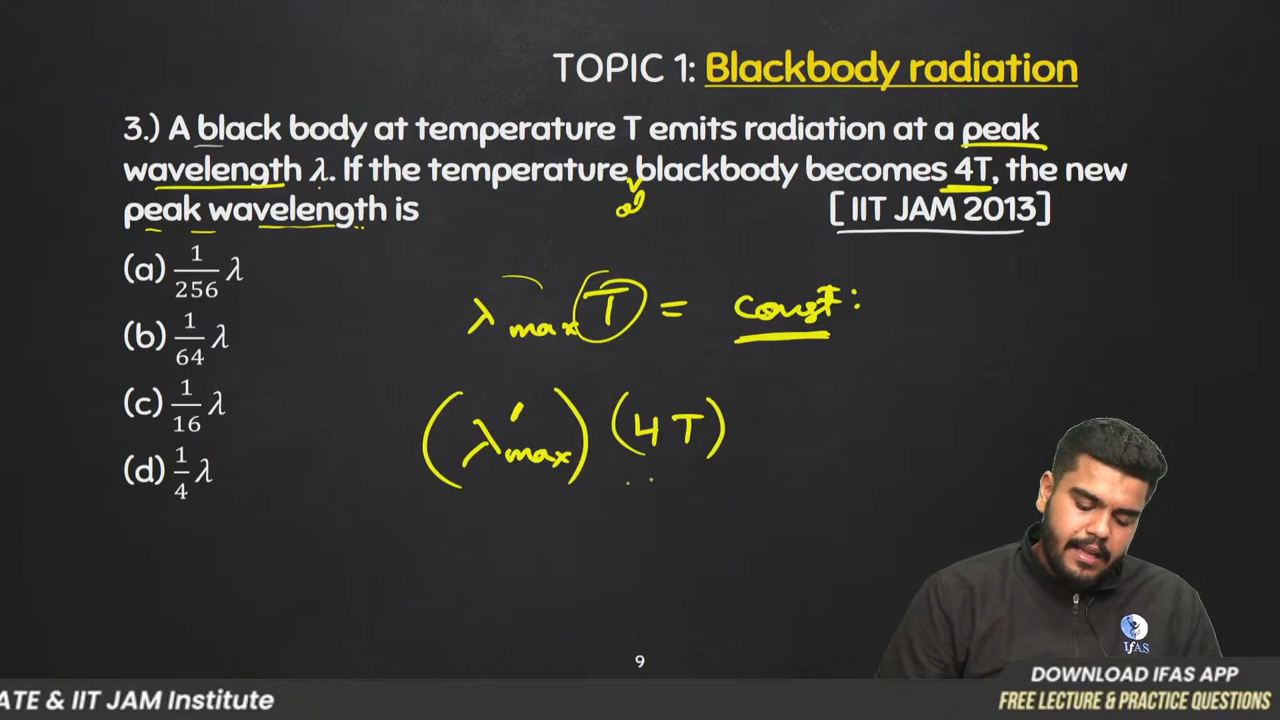 TOPIC 1: Blackbody radiation
3.) A black body at temperature T emits radiation at a peak
wavelength λ. If the temperature blackbody becomes 4T, the new
of
peak wavelength is [ IIT JAM 2013]
(a) 1/256 λ
(b) 1/64 λ
(c) 1/16 λ
(d) 1/4 λ
λ max T = const:
(λ' max) (4T)
IfAS
9
DOWNLOAD IFAS APP
ATE & IIT JAM Institute
FREE LECTURE & PRACTICE QUESTIONS